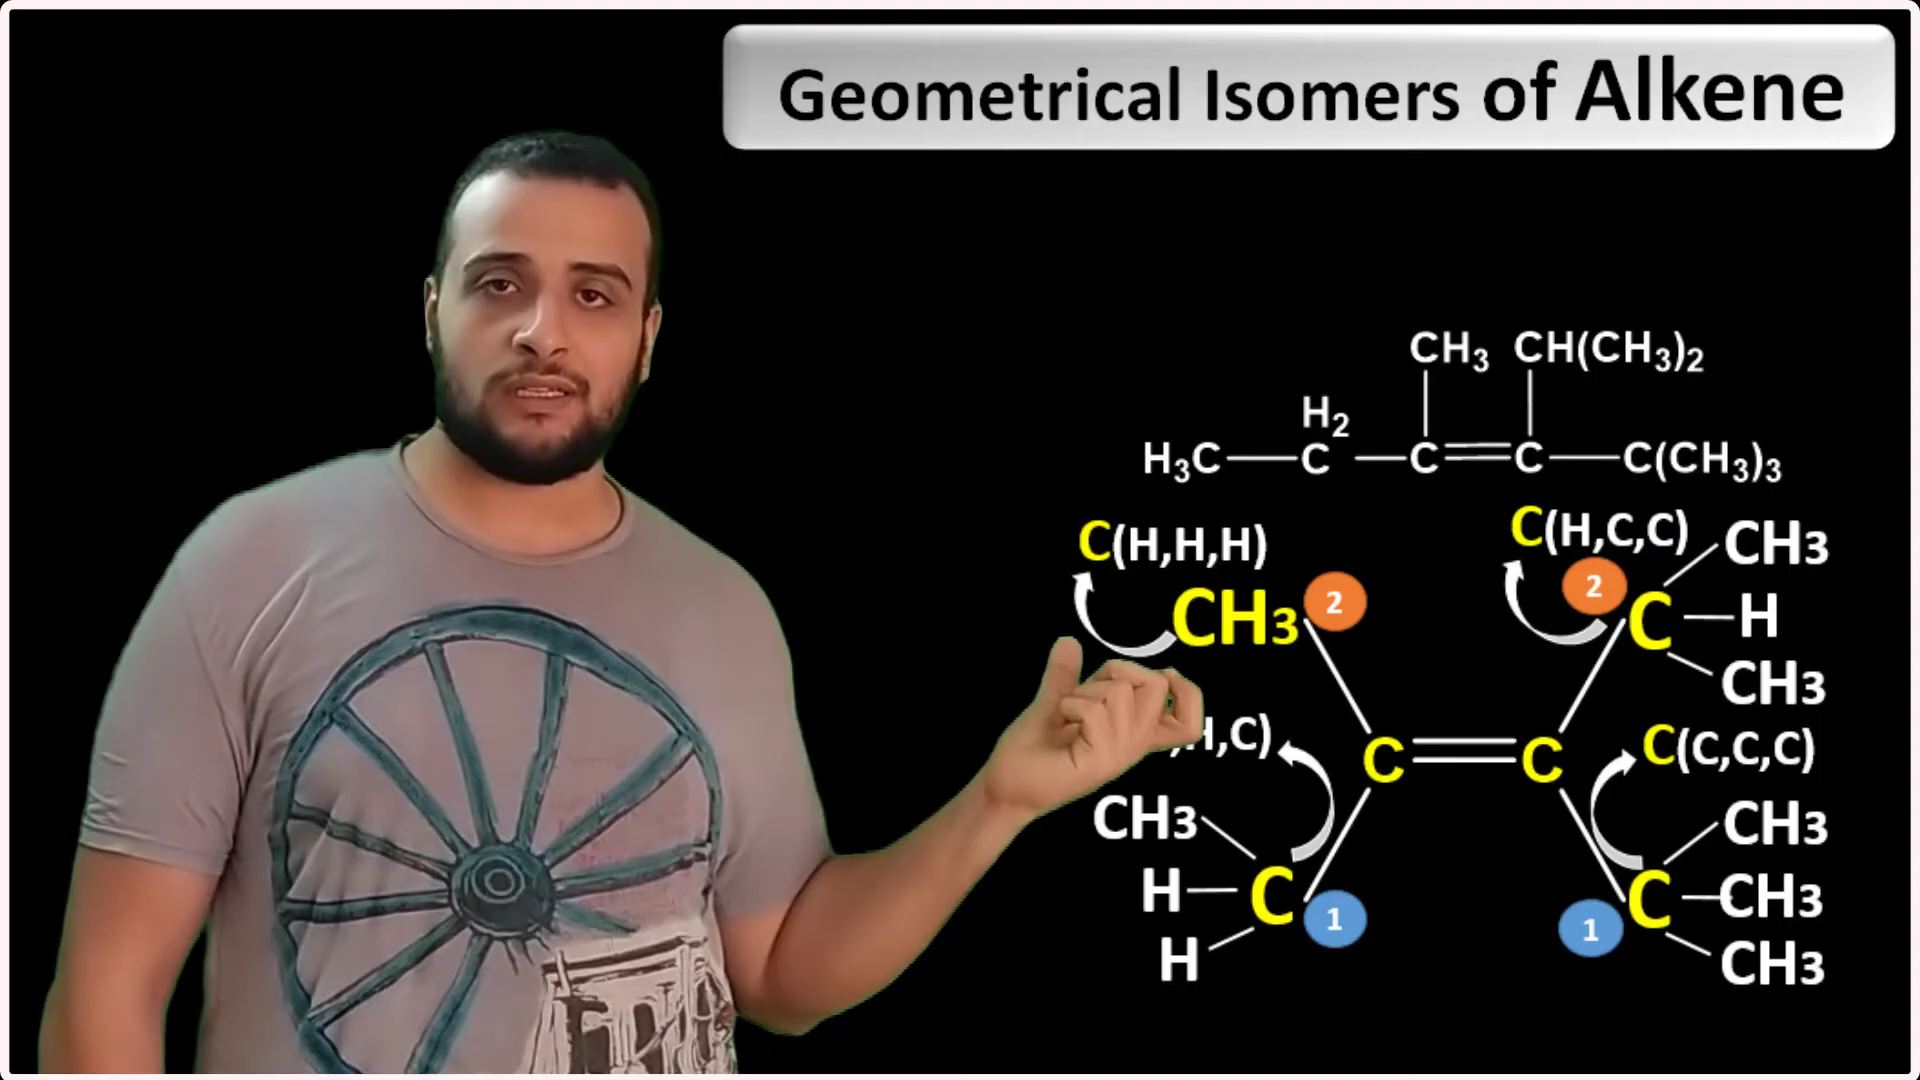 Geometrical Isomers of Alkene
CH3 CH(CH3)2
H2
H3C C C C C(CH3)3
C(H,H,H) C(H,C,C) CH3
CH3 2 2 C H
CH3
,H,C) C C C(C,C,C)
CH3 CH3
H C 1 1 C CH3
H CH3